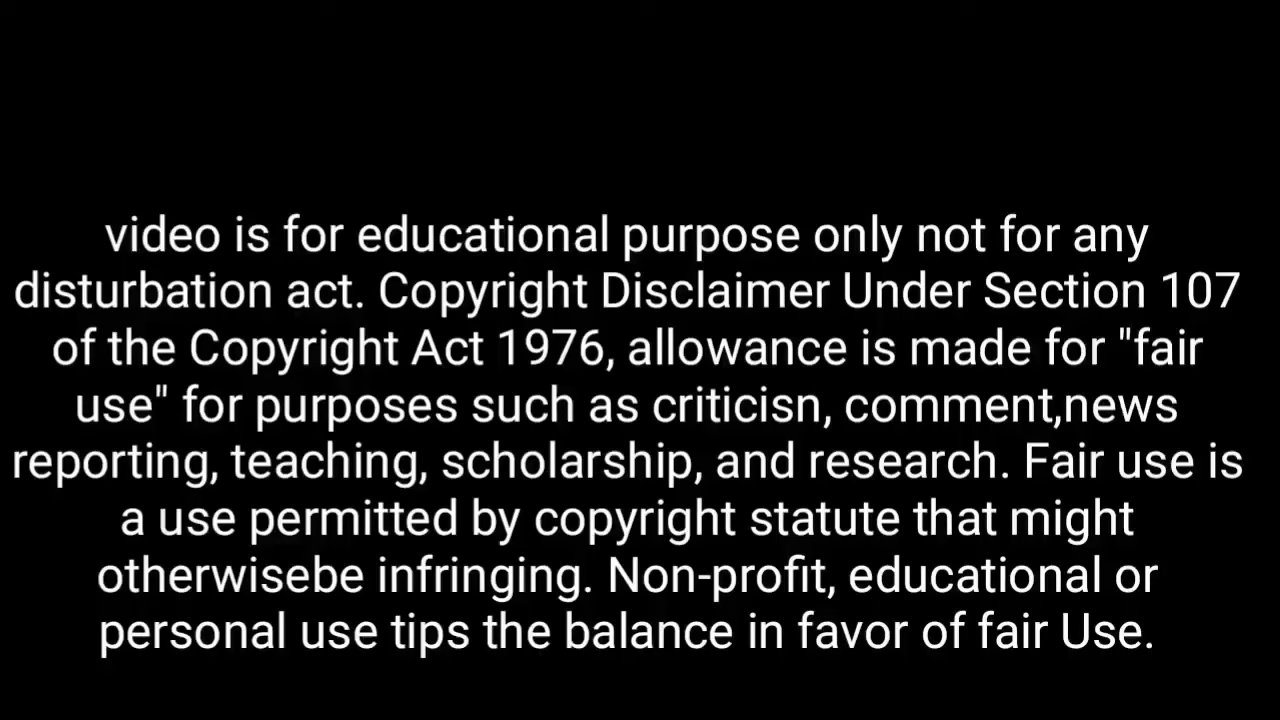 video is for educational purpose only not for any
disturbation act. Copyright Disclaimer Under Section 107
of the Copyright Act 1976, allowance is made for "fair
use" for purposes such as criticisn, comment,news
reporting, teaching, scholarship, and research. Fair use is
a use permitted by copyright statute that might
otherwisebe infringing. Non-profit, educational or
personal use tips the balance in favor of fair Use.